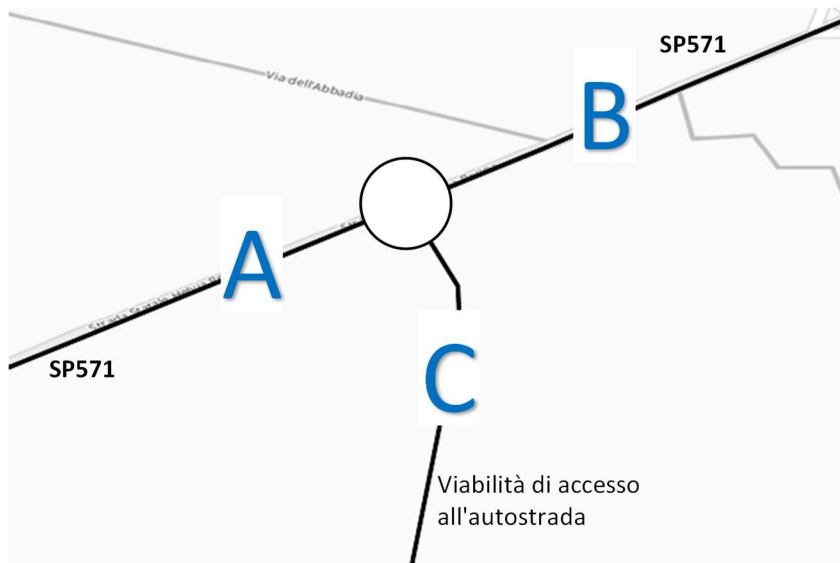 SP571
Via dell'Abbadia
B
A
SP571
C
Viabilità di accesso
all'autostrada